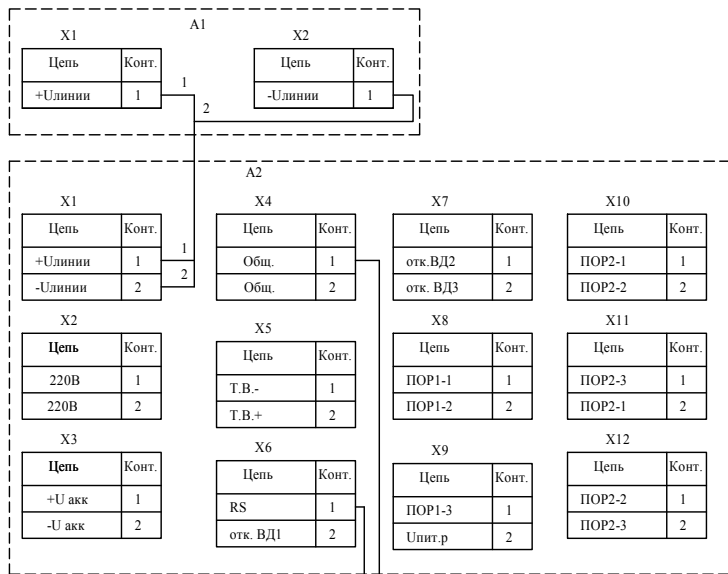 A1
X1 X2
Цепь Конт. Цепь Конт.
+Uлинии 1 1 -Uлинии 1
2
A2
X1 X4 X7 X10
Цепь Конт. Цепь Конт. Цепь Конт. Цепь Конт.
+Uлинии 1 1 Общ. 1 отк.ВД2 1 ПОР2-1 1
-Uлинии 2 2 Общ. 2 отк. ВД3 2 ПОР2-2 2
X2 X5 X8 X11
Цепь Конт. Цепь Конт. Цепь Конт. Цепь Конт.
220В 1 Т.В.- 1 ПОР1-1 1 ПОР2-3 1
220В 2 Т.В.+ 2 ПОР1-2 2 ПОР2-1 2
X3 X6 X9 X12
Цепь Конт. Цепь Конт. Цепь Конт. Цепь Конт.
+U акк 1 RS 1 ПОР1-3 1 ПОР2-2 1
-U акк 2 отк. ВД1 2 Uпит.р 2 ПОР2-3 2